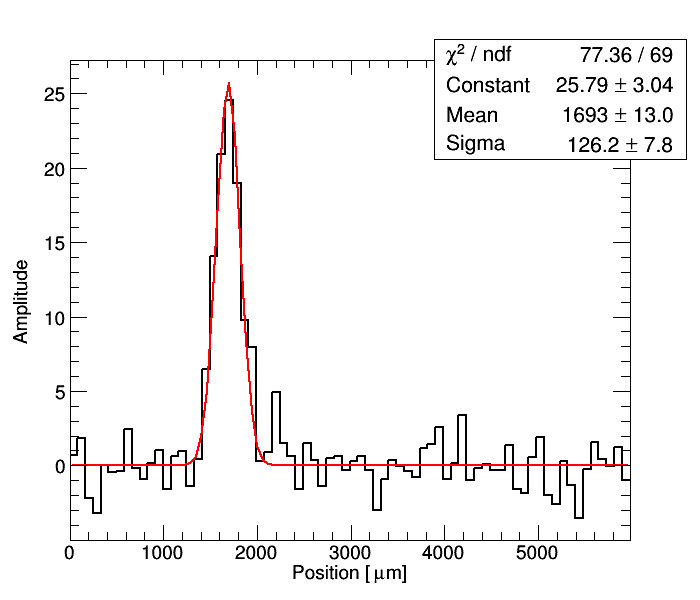 χ² / ndf 77.36 / 69
Constant 25.79 ± 3.04
Mean 1693 ± 13.0
Sigma 126.2 ± 7.8
25
20
15
10
5
0
Amplitude
0 1000 2000 3000 4000 5000
Position [ μm]